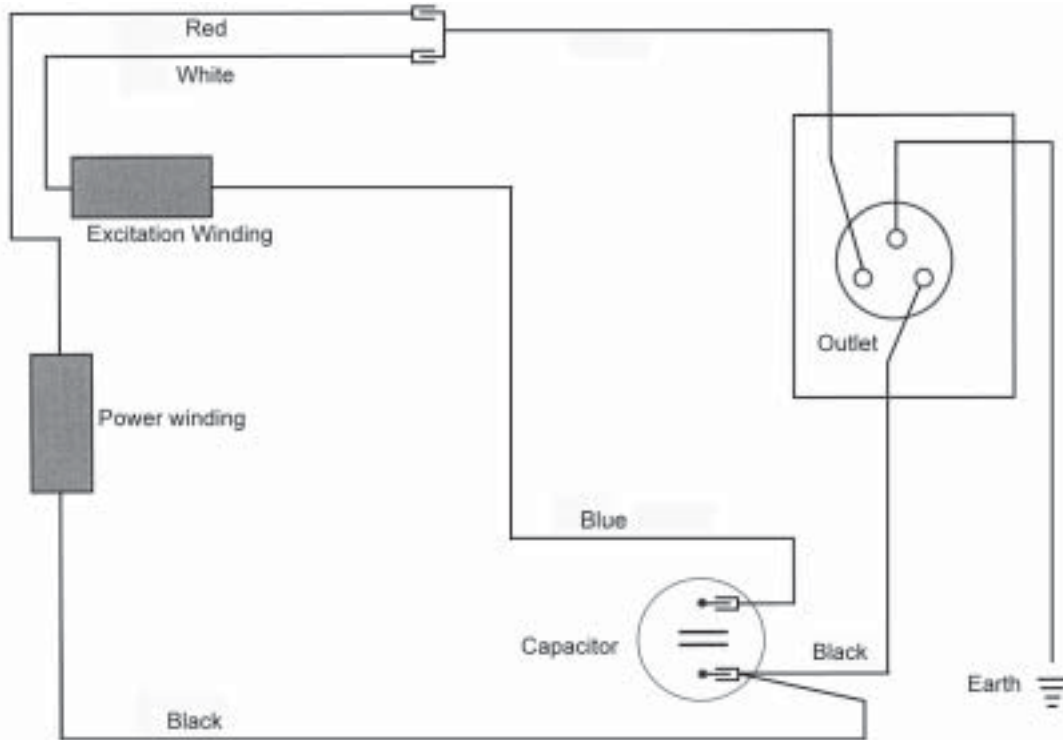 Red
White
Excitation Winding
Outlet
Power winding
Blue
Capacitor
Black
Earth
Black